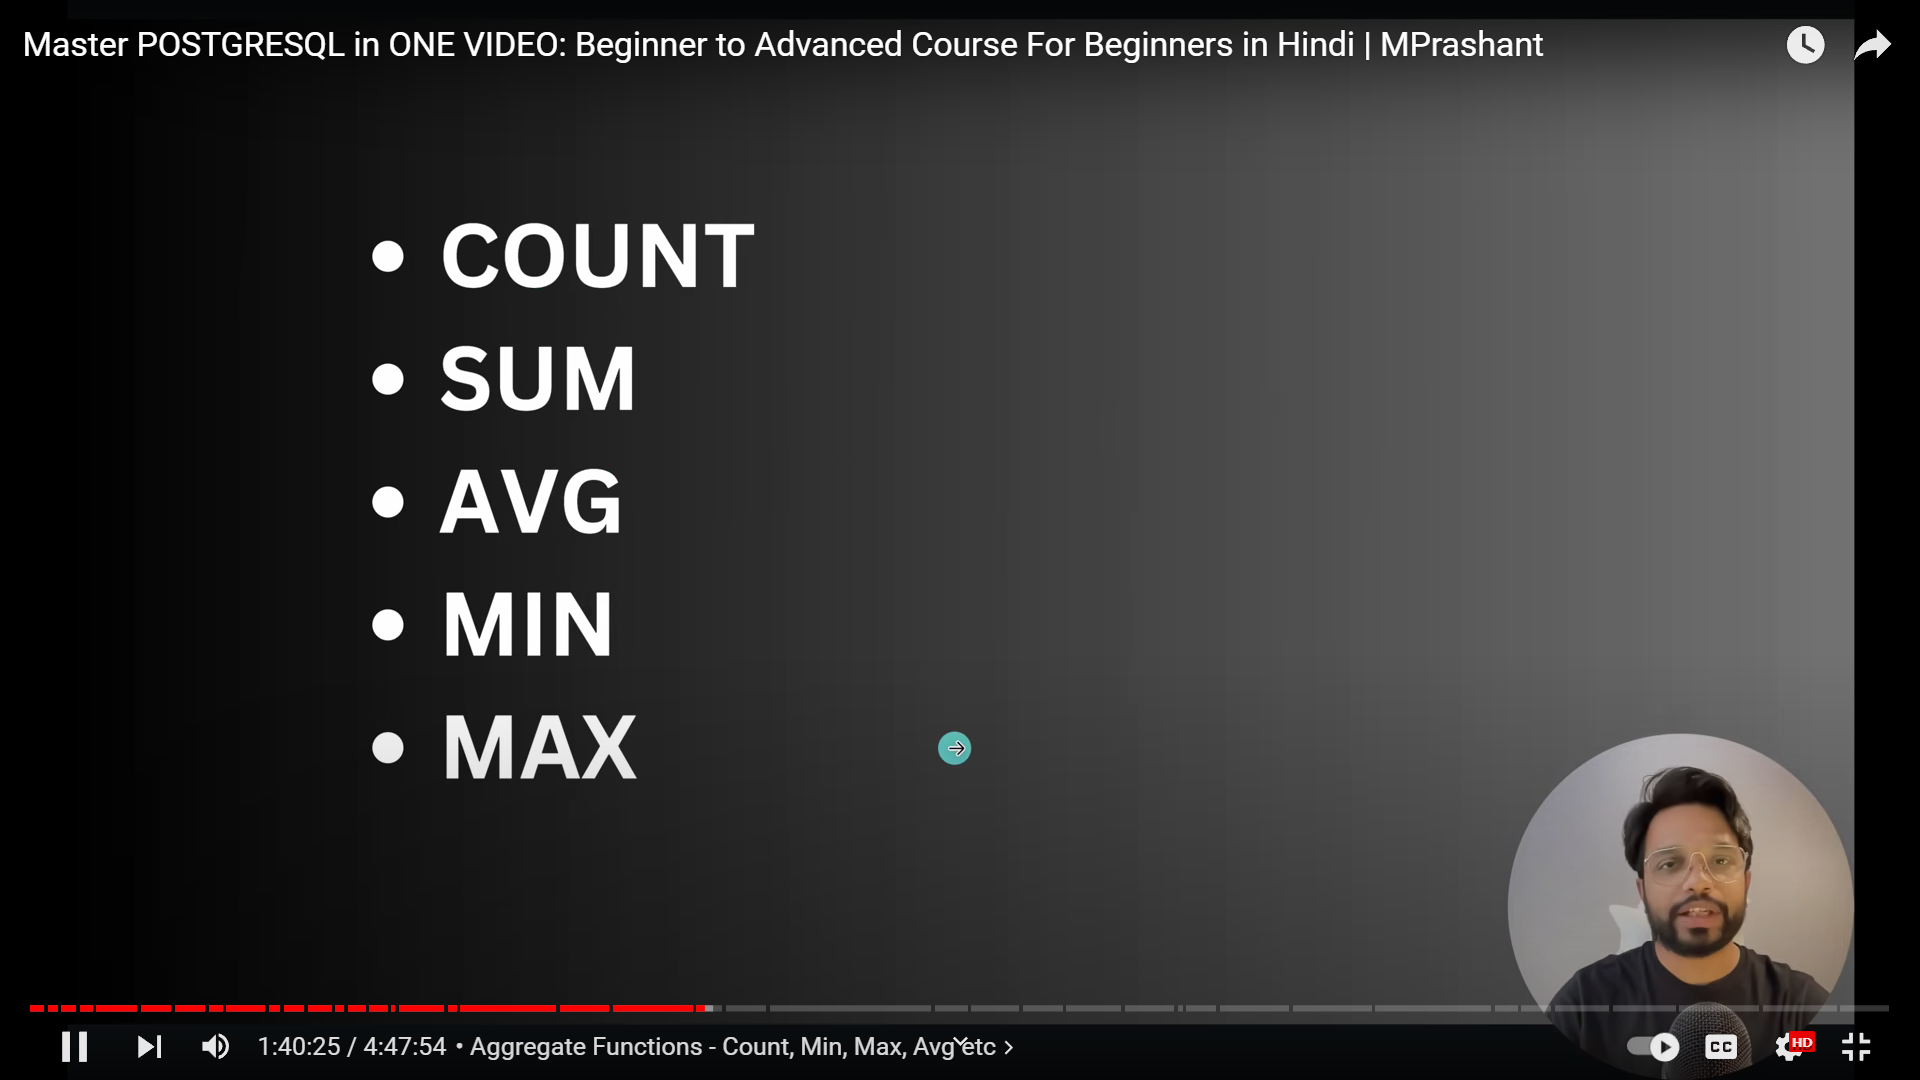 Master POSTGRESQL in ONE VIDEO: Beginner to Advanced Course For Beginners in Hindi | MPrashant
• COUNT
• SUM
• AVG
• MIN
• MAX
1:40:25 / 4:47:54 • Aggregate Functions - Count, Min, Max, Avg etc
CC
HD